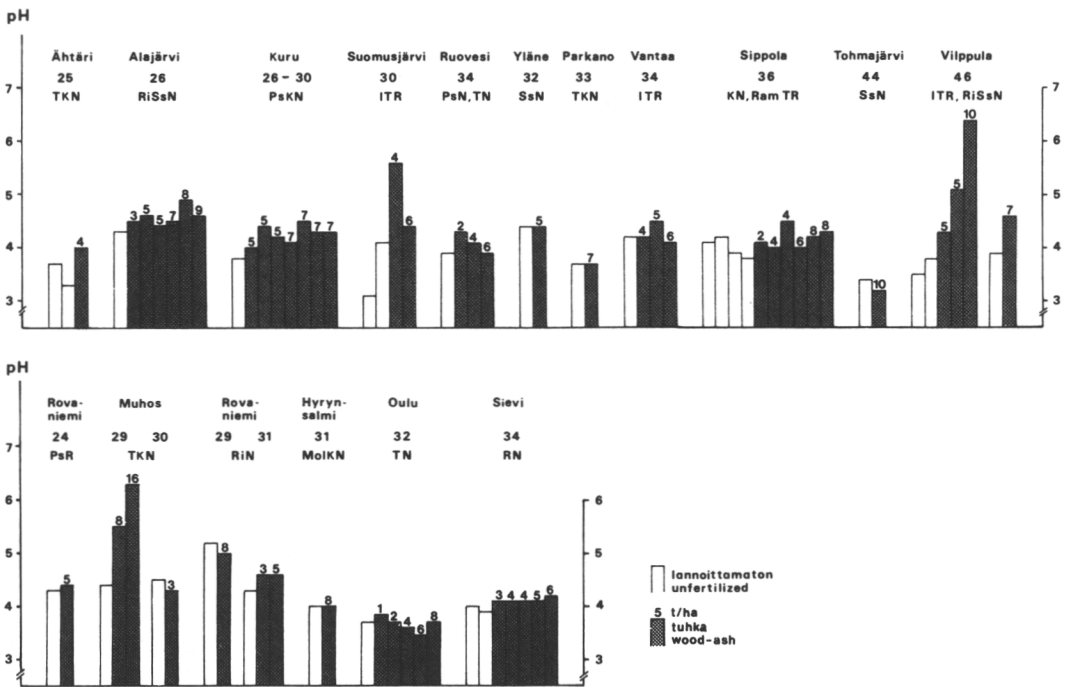 pH
Ähtäri Alajärvi Kuru Suomusjärvi Ruovesi Yläne Parkano Vantaa Sippola Tohmajärvi Vilppula
25 26 26 – 30 30 34 32 33 34 36 44 46
TKN RiSsN PsKN ITR PsN, TN SsN TKN ITR KN, Ram TR SsN ITR, RiSsN
7 7
6 6
5 5
4 4
3 3
4 3 5 5 7 8 9 5 5 5 7 7 7 7 4 6 2 4 6 5 7 4 5 6 2 4 4 6 8 8 10 5 5 10 7
pH
Rova-
niemi Muhos Rova-
niemi Hyryn-
salmi Oulu Sievi
24 29 30 29 31 31 32 34
PsR TKN RiN MolKN TN RN
7
6 6
5 5
4 4
3 3
5 8 16 3 8 3 5 8 1 2 4 6 8 3 4 4 5 6
lannoittamaton
unfertilized
5 t/ha
tuhka
wood-ash